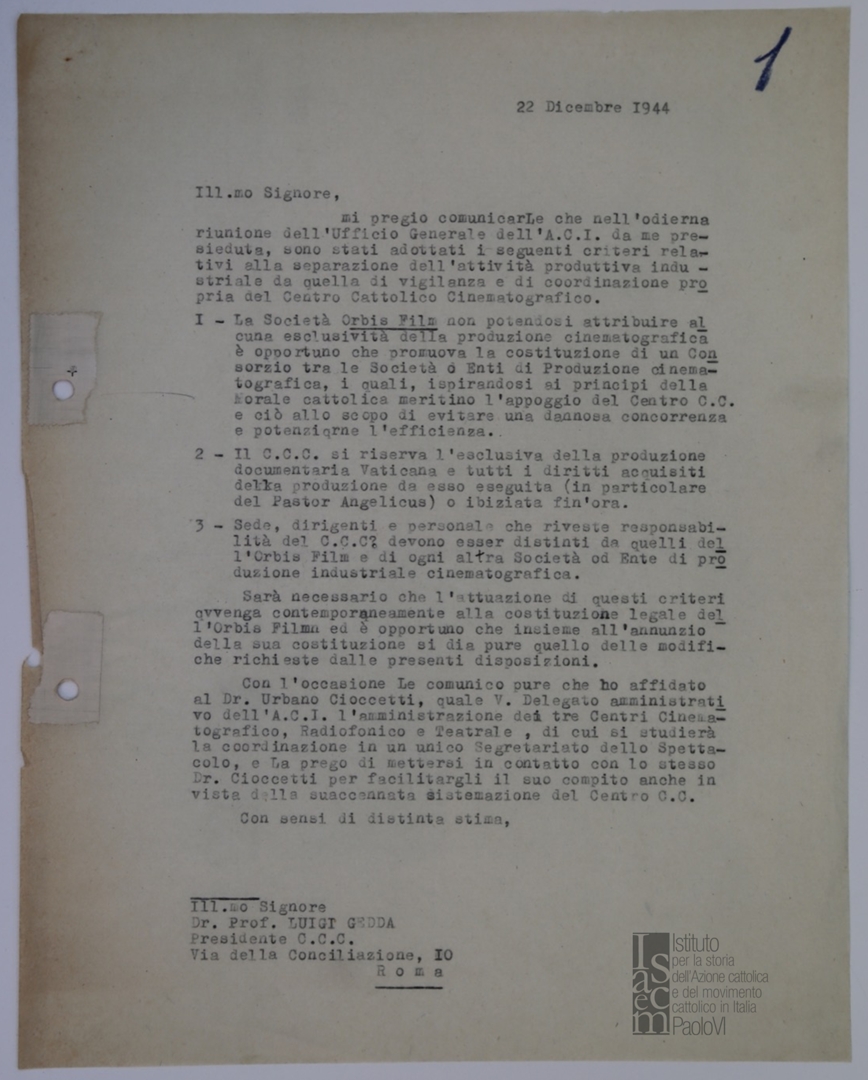 1
22 Dicembre 1944
Ill.mo Signore,
mi pregio comunicarLe che nell'odierna
riunione dell'Ufficio Generale dell'A.C.I. da me pre-
sieduta, sono stati adottati i seguenti criteri rela-
tivi alla separazione dell'attività produttiva indu -
striale da quella di vigilanza e di coordinazione pro
pria del Centro Cattolico Cinematografico.
I - La Società Orbis Film non potendosi attribuire al
cuna esclusività della produzione cinematografica
è opportuno che promuova la costituzione di un Con
sorzio tra le Società o Enti di Produzione cinema-
tografica, i quali, ispirandosi ai principi della
morale cattolica meritino l'appoggio del Centro C.C.
e ciò allo scopo di evitare una dannosa concorrenza
e potenziqrne l'efficienza..
2 - Il C.C.C. si riserva l'esclusiva della produzione
documentaria Vaticana e tutti i diritti acquisiti
della produzione da esso eseguita (in particolare
del Pastor Angelicus) o ibiziata fin'ora.
3 - Sede, dirigenti e personale che riveste responsabi-
lità del C.C.C? devono esser distinti da quelli del
l'Orbis Film e di ogni altra Società od Ente di pro
duzione industriale cinematografica.
Sarà necessario che l'attuazione di questi criteri
qvvenga contemporaneamente alla costituzione legale del
l'Orbis Filmn ed è opportuno che insieme all'annunzio
della sua costituzione si dia pure quello delle modifi-
che richieste dalle presenti disposizioni.
Con l'occasione Le comunico pure che ho affidato
al Dr. Urbano Cioccetti, quale V. Delegato amministrati
vo dell'A.C.I. l'amministrazione dei tre Centri Cinema-
tografico, Radiofonico e Teatrale , di cui si studierà
la coordinazione in un unico Segretariato dello Spetta-
colo, e La prego di mettersi in contatto con lo stesso
Dr. Cioccetti per facilitargli il suo compito anche in
vista della suaccennata sistemazione del Centro C.C.
Con sensi di distinta stima,
Ill.mo Signore
Dr. Prof. LUIGI GEDDA
Presidente C.C.C.
Via della Conciliazione, IO
R o m a
Isacem
Istituto
per la storia
dell'Azione cattolica
e del movimento
cattolico in Italia
PaoloVI